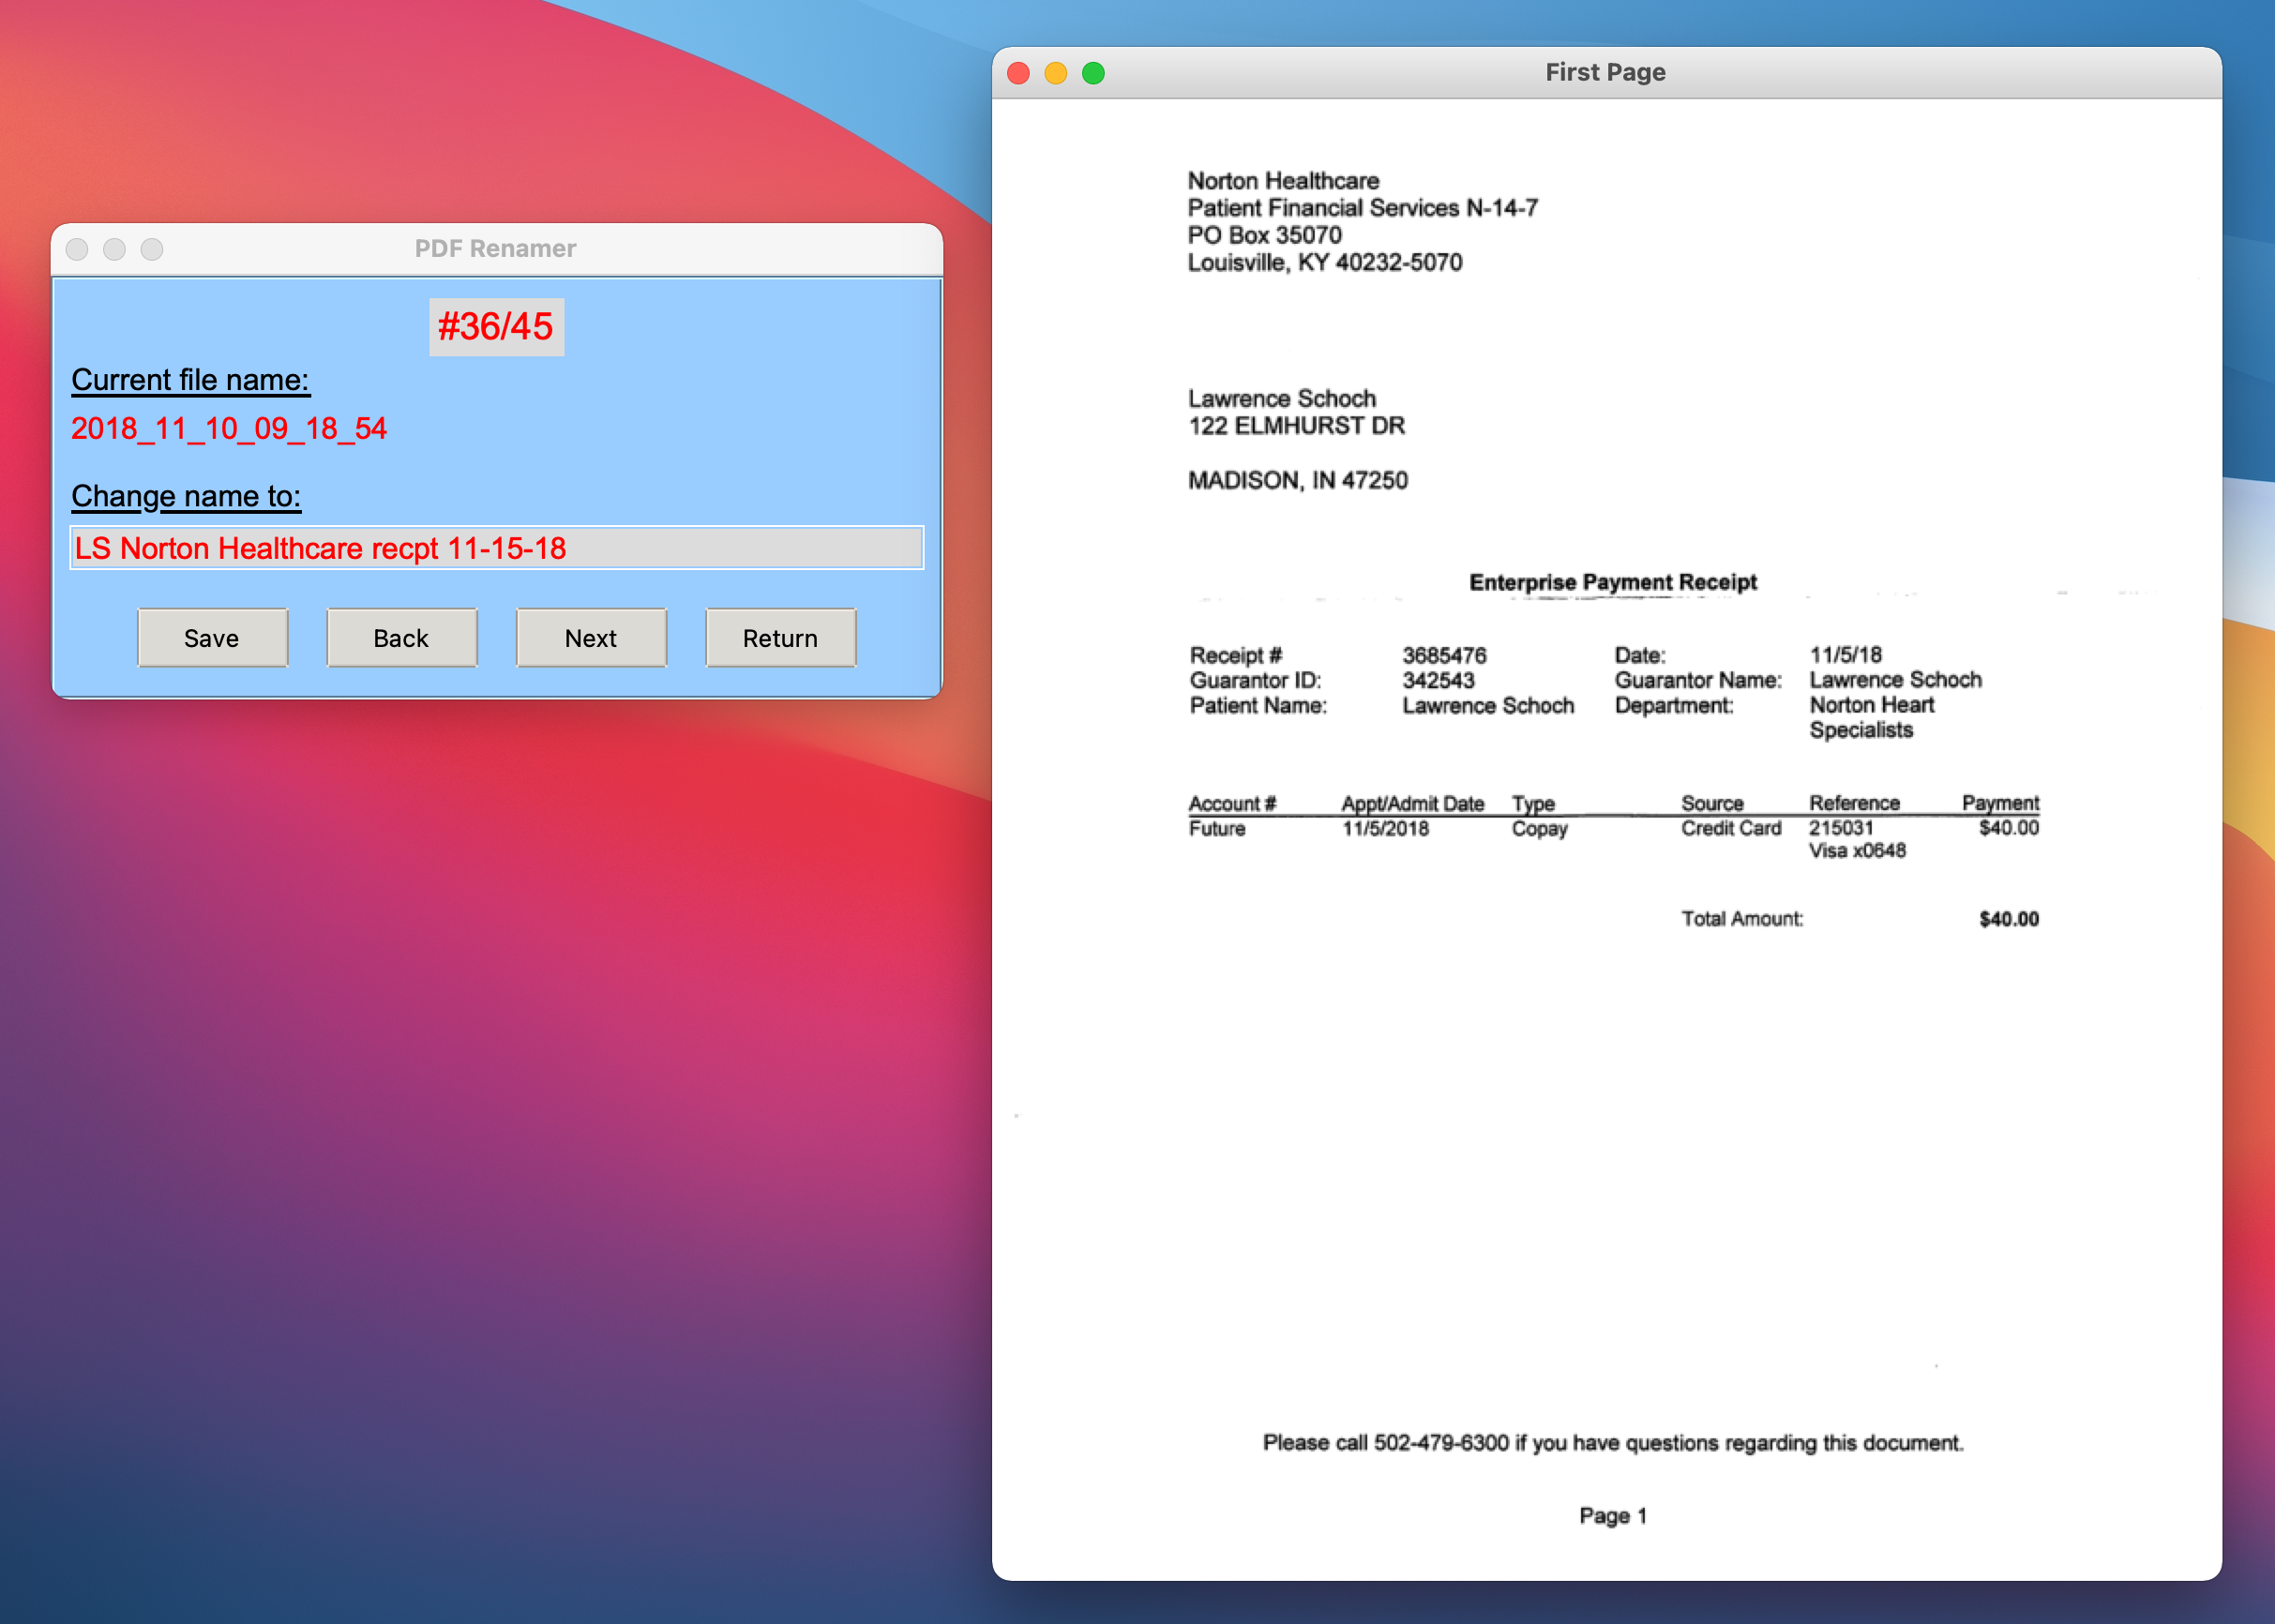 PDF Renamer
#36/45
Current file name:
2018_11_10_09_18_54
Change name to:
LS Norton Healthcare recpt 11-15-18
Save Back Next Return
First Page
Norton Healthcare
Patient Financial Services N-14-7
PO Box 35070
Louisville, KY 40232-5070
Lawrence Schoch
122 ELMHURST DR
MADISON, IN 47250
Enterprise Payment Receipt
Receipt # 3685476 Date: 11/5/18
Guarantor ID: 342543 Guarantor Name: Lawrence Schoch
Patient Name: Lawrence Schoch Department: Norton Heart
Specialists
Account # Appt/Admit Date Type Source Reference Payment
Future 11/5/2018 Copay Credit Card 215031 $40.00
Visa x0648
Total Amount: $40.00
Please call 502-479-6300 if you have questions regarding this document.
Page 1